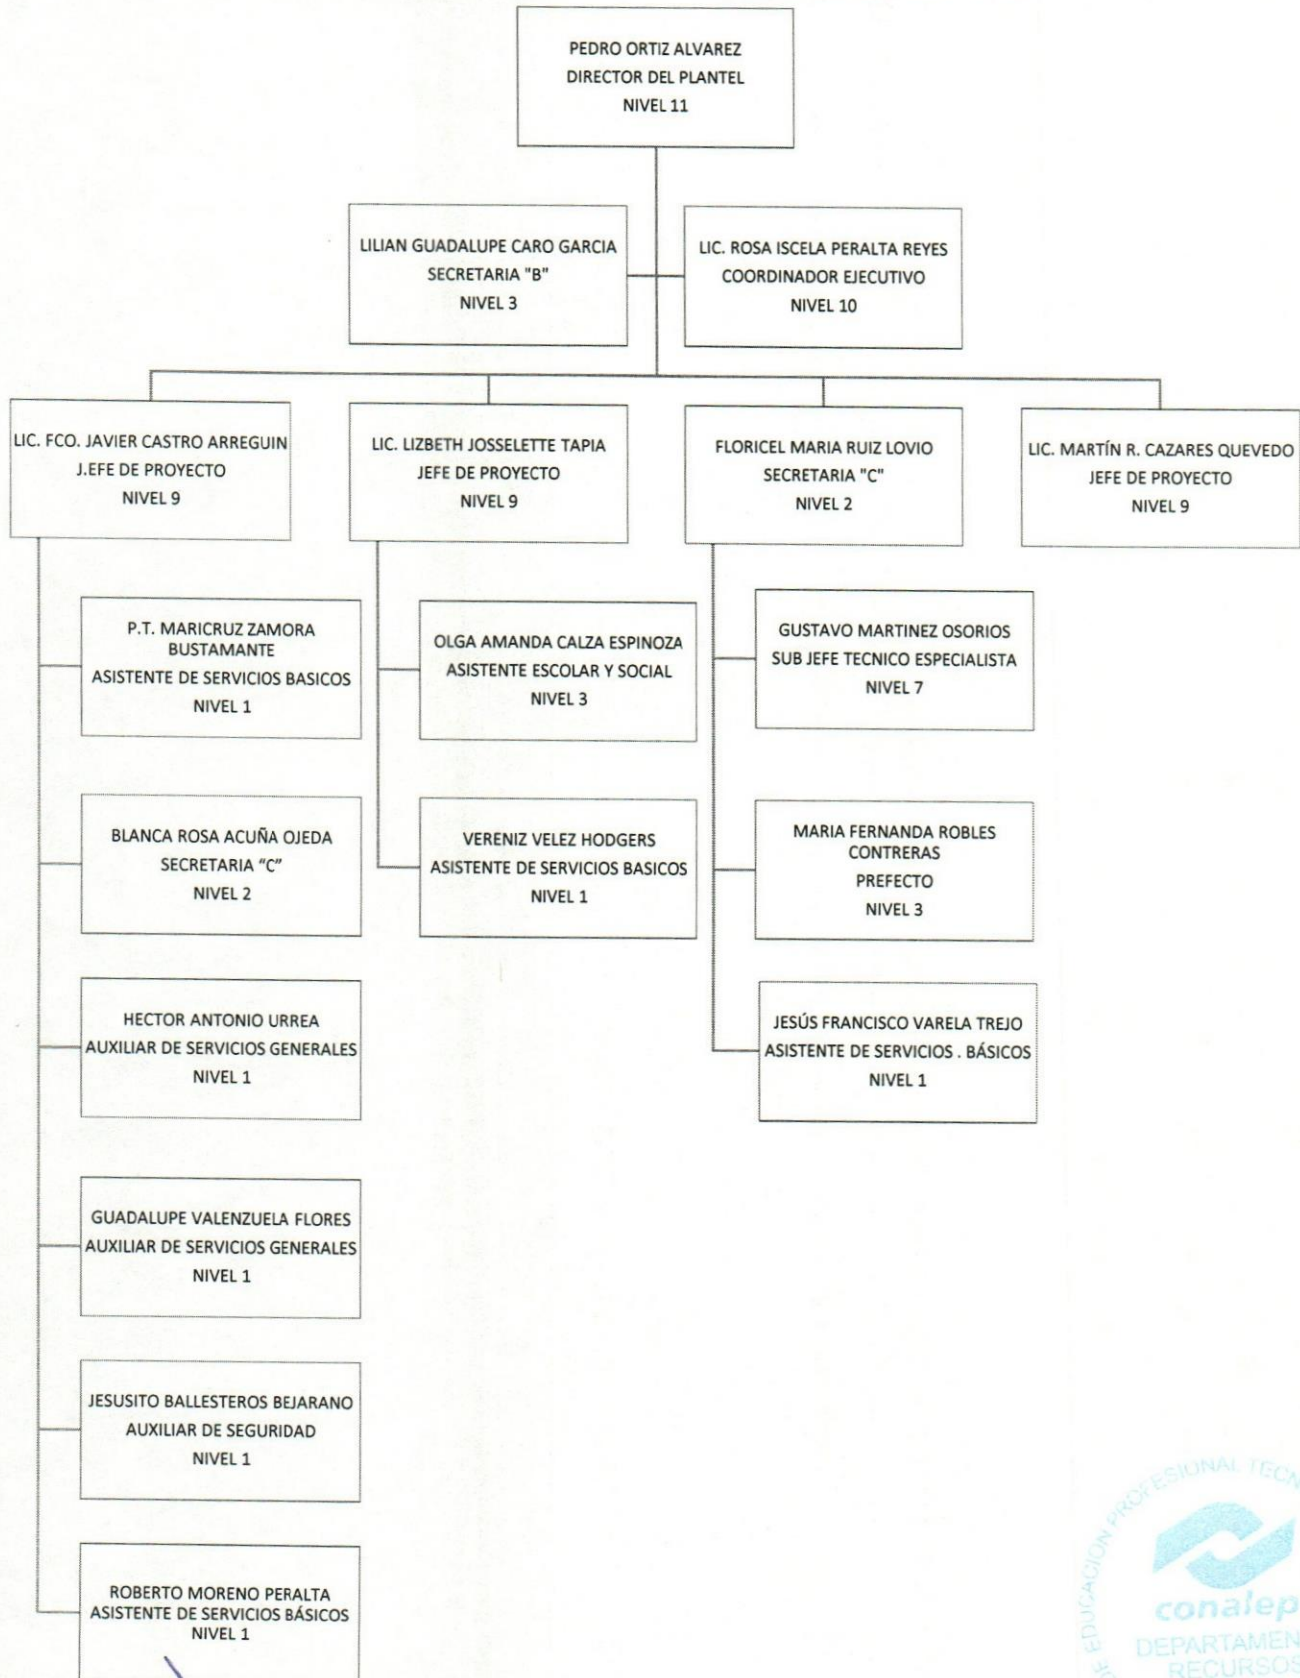 PEDRO ORTIZ ALVAREZ
DIRECTOR DEL PLANTEL
NIVEL 11
LILIAN GUADALUPE CARO GARCIA
SECRETARIA "B"
NIVEL 3
LIC. ROSA ISCELA PERALTA REYES
COORDINADOR EJECUTIVO
NIVEL 10
LIC. FCO. JAVIER CASTRO ARREGUIN
J.EFE DE PROYECTO
NIVEL 9
LIC. LIZBETH JOSSELETTE TAPIA
JEFE DE PROYECTO
NIVEL 9
FLORICEL MARIA RUIZ LOVIO
SECRETARIA "C"
NIVEL 2
LIC. MARTÍN R. CAZARES QUEVEDO
JEFE DE PROYECTO
NIVEL 9
P.T. MARICRUZ ZAMORA
BUSTAMANTE
ASISTENTE DE SERVICIOS BASICOS
NIVEL 1
BLANCA ROSA ACUÑA OJEDA
SECRETARIA “C”
NIVEL 2
HECTOR ANTONIO URREA
AUXILIAR DE SERVICIOS GENERALES
NIVEL 1
GUADALUPE VALENZUELA FLORES
AUXILIAR DE SERVICIOS GENERALES
NIVEL 1
JESUSITO BALLESTEROS BEJARANO
AUXILIAR DE SEGURIDAD
NIVEL 1
ROBERTO MORENO PERALTA
ASISTENTE DE SERVICIOS BÁSICOS
NIVEL 1
OLGA AMANDA CALZA ESPINOZA
ASISTENTE ESCOLAR Y SOCIAL
NIVEL 3
VERENIZ VELEZ HODGERS
ASISTENTE DE SERVICIOS BASICOS
NIVEL 1
GUSTAVO MARTINEZ OSORIOS
SUB JEFE TECNICO ESPECIALISTA
NIVEL 7
MARIA FERNANDA ROBLES
CONTRERAS
PREFECTO
NIVEL 3
JESÚS FRANCISCO VARELA TREJO
ASISTENTE DE SERVICIOS . BÁSICOS
NIVEL 1
DE EDUCACION PROFESIONAL TECN
conalep
DEPARTAMEN
RECURSOS